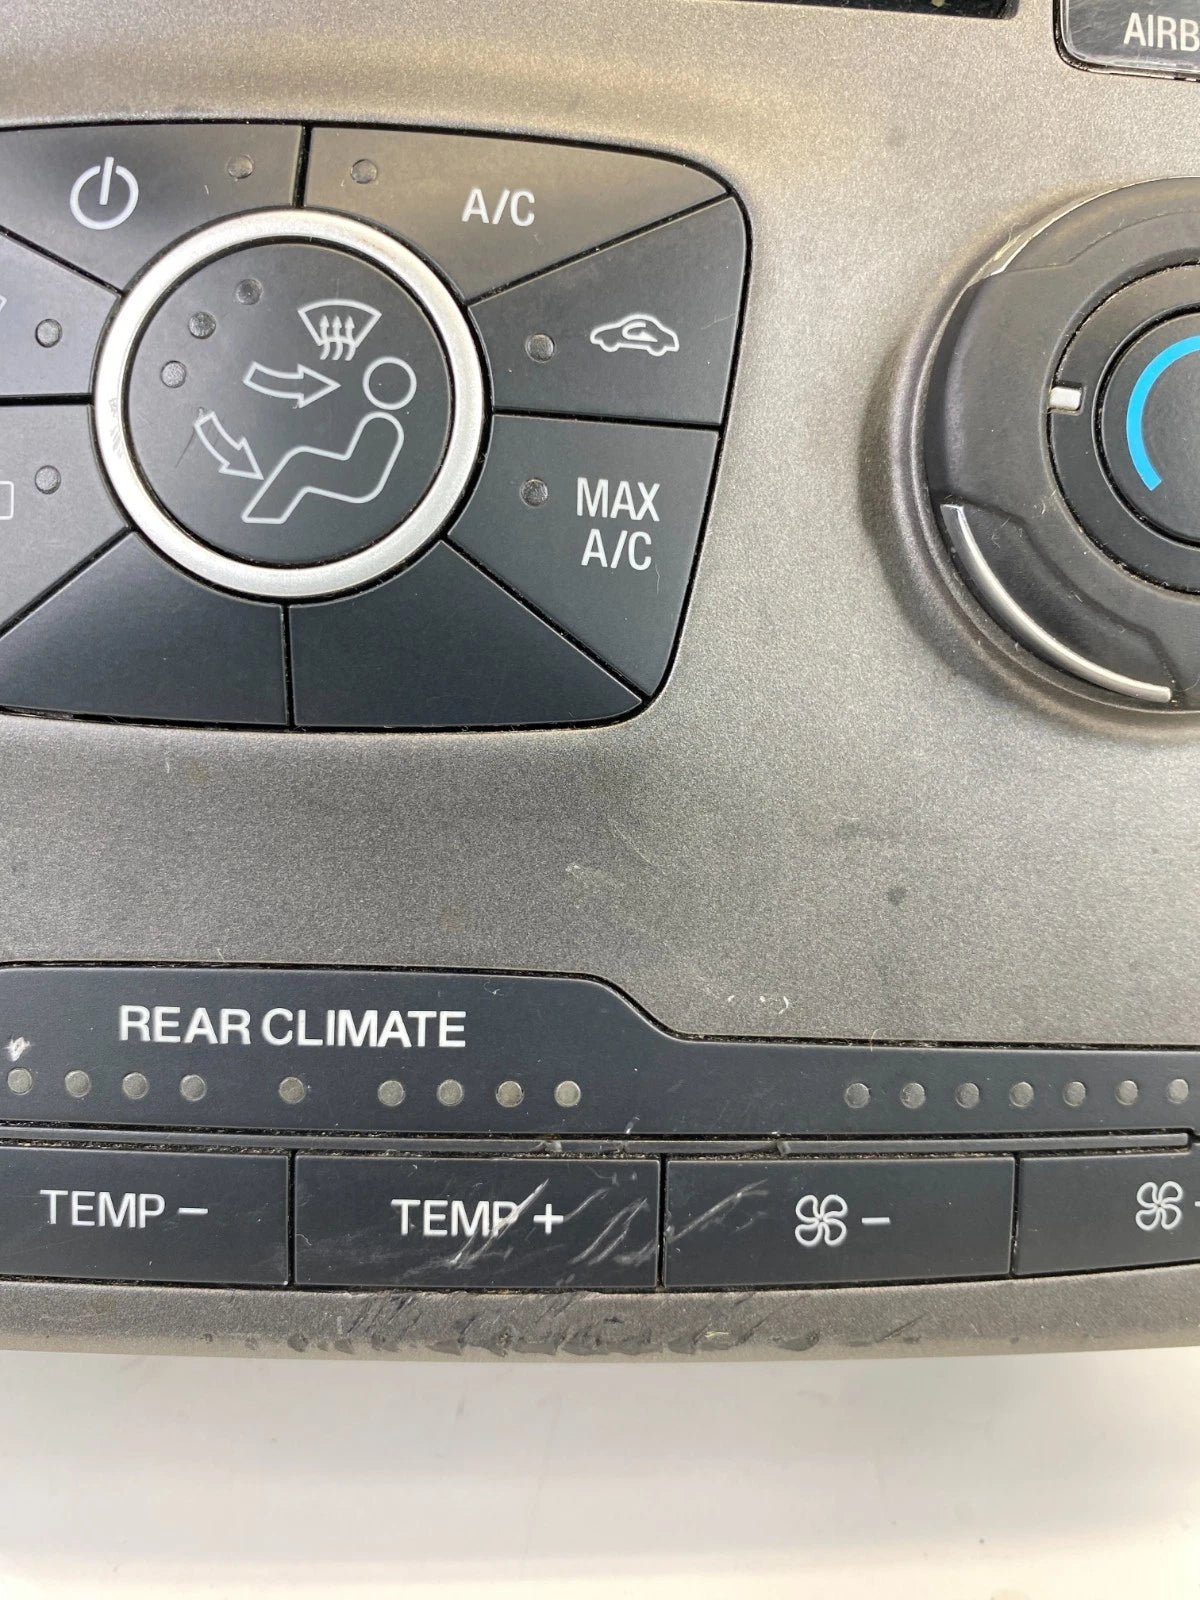 AIRB
A/C
MAX
A/C
REAR CLIMATE
TEMP – TEMP + –